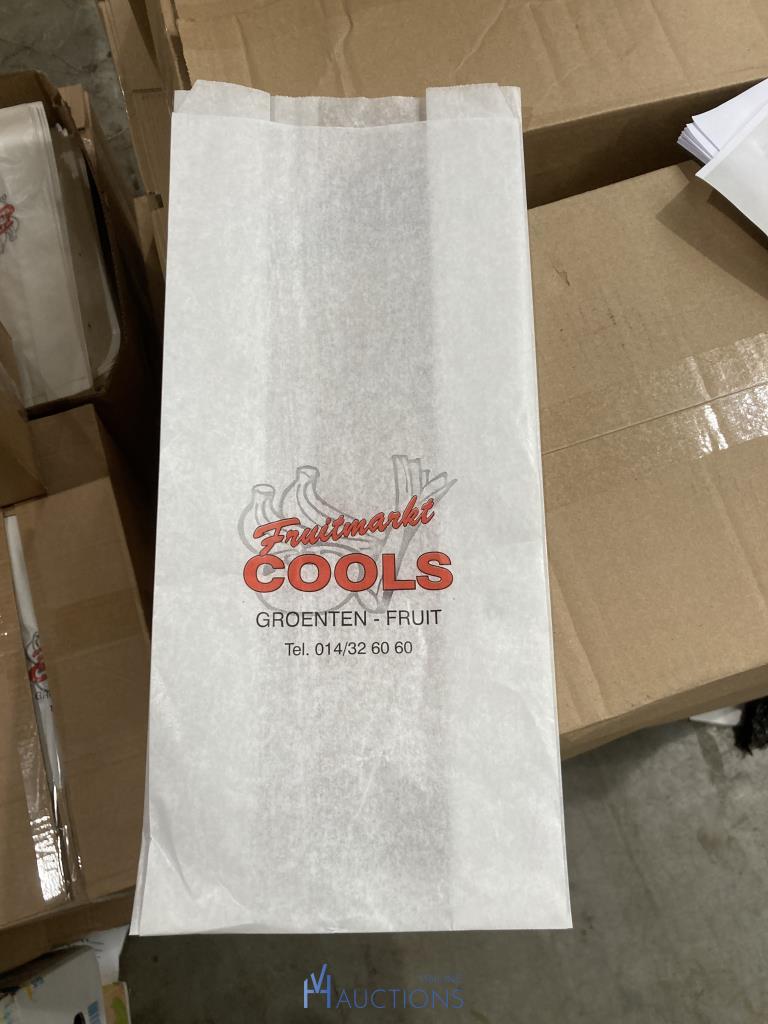 Fruitmarkt
COOLS
GROENTEN - FRUIT
Tel. 014/32 60 60
AUCTIONS